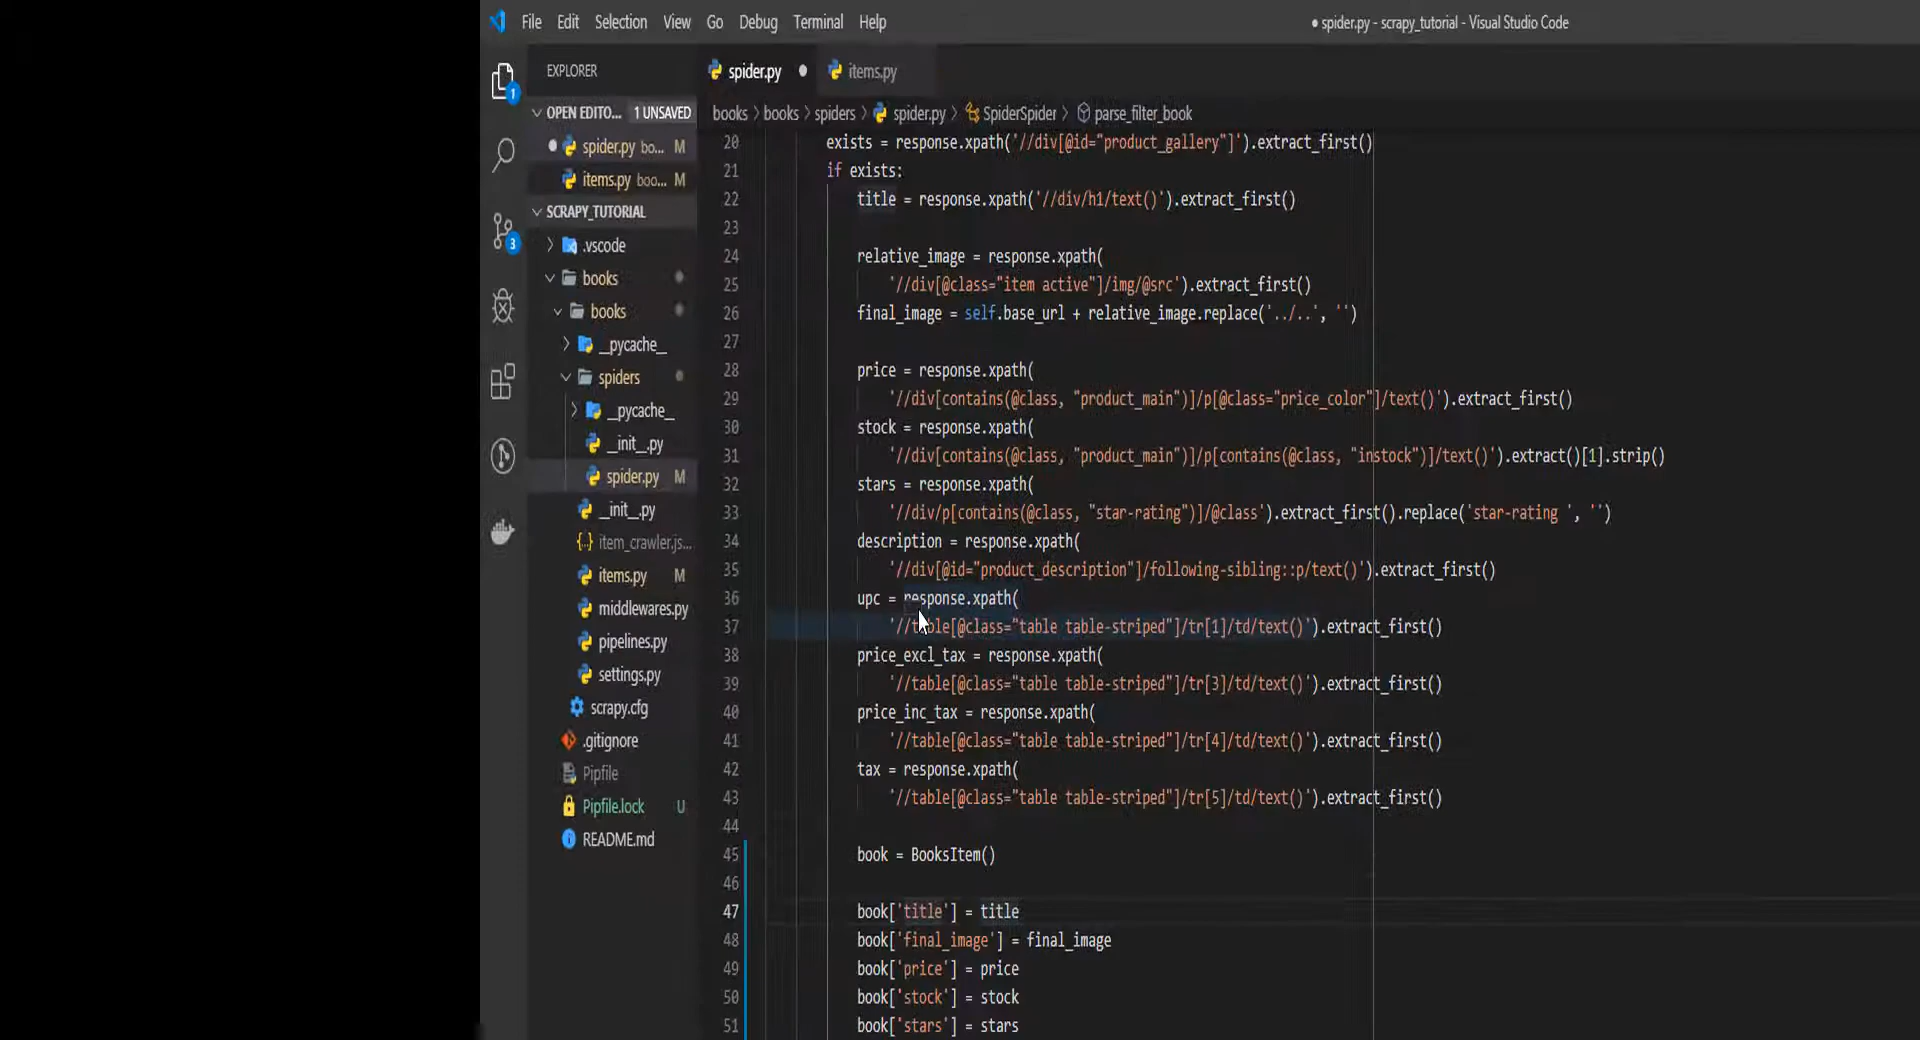 File Edit Selection View Go Debug Terminal Help
● spider.py - scrapy_tutorial - Visual Studio Code
EXPLORER
1
OPEN EDITO... 1 UNSAVED
spider.py bo... M
items.py boo... M
SCRAPY_TUTORIAL
3
.vscode
books
books
__pycache__
spiders
__pycache__
__init__.py
spider.py M
__init__.py
item_crawler.js...
items.py M
middlewares.py
pipelines.py
settings.py
scrapy.cfg
.gitignore
Pipfile
Pipfile.lock U
README.md
spider.py ● items.py
books > books > spiders > spider.py > SpiderSpider > parse_filter_book
20 exists = response.xpath('//div[@id="product_gallery"]').extract_first()
21 if exists:
22 title = response.xpath('//div/h1/text()').extract_first()
23
24 relative_image = response.xpath(
25 '//div[@class="item active"]/img/@src').extract_first()
26 final_image = self.base_url + relative_image.replace('../..', '')
27
28 price = response.xpath(
29 '//div[contains(@class, "product_main")]/p[@class="price_color"]/text()').extract_first()
30 stock = response.xpath(
31 '//div[contains(@class, "product_main")]/p[contains(@class, "instock")]/text()').extract()[1].strip()
32 stars = response.xpath(
33 '//div/p[contains(@class, "star-rating")]/@class').extract_first().replace('star-rating ', '')
34 description = response.xpath(
35 '//div[@id="product_description"]/following-sibling::p/text()').extract_first()
36 upc = response.xpath(
37 '//table[@class="table table-striped"]/tr[1]/td/text()').extract_first()
38 price_excl_tax = response.xpath(
39 '//table[@class="table table-striped"]/tr[3]/td/text()').extract_first()
40 price_inc_tax = response.xpath(
41 '//table[@class="table table-striped"]/tr[4]/td/text()').extract_first()
42 tax = response.xpath(
43 '//table[@class="table table-striped"]/tr[5]/td/text()').extract_first()
44
45 book = BooksItem()
46
47 book['title'] = title
48 book['final_image'] = final_image
49 book['price'] = price
50 book['stock'] = stock
51 book['stars'] = stars